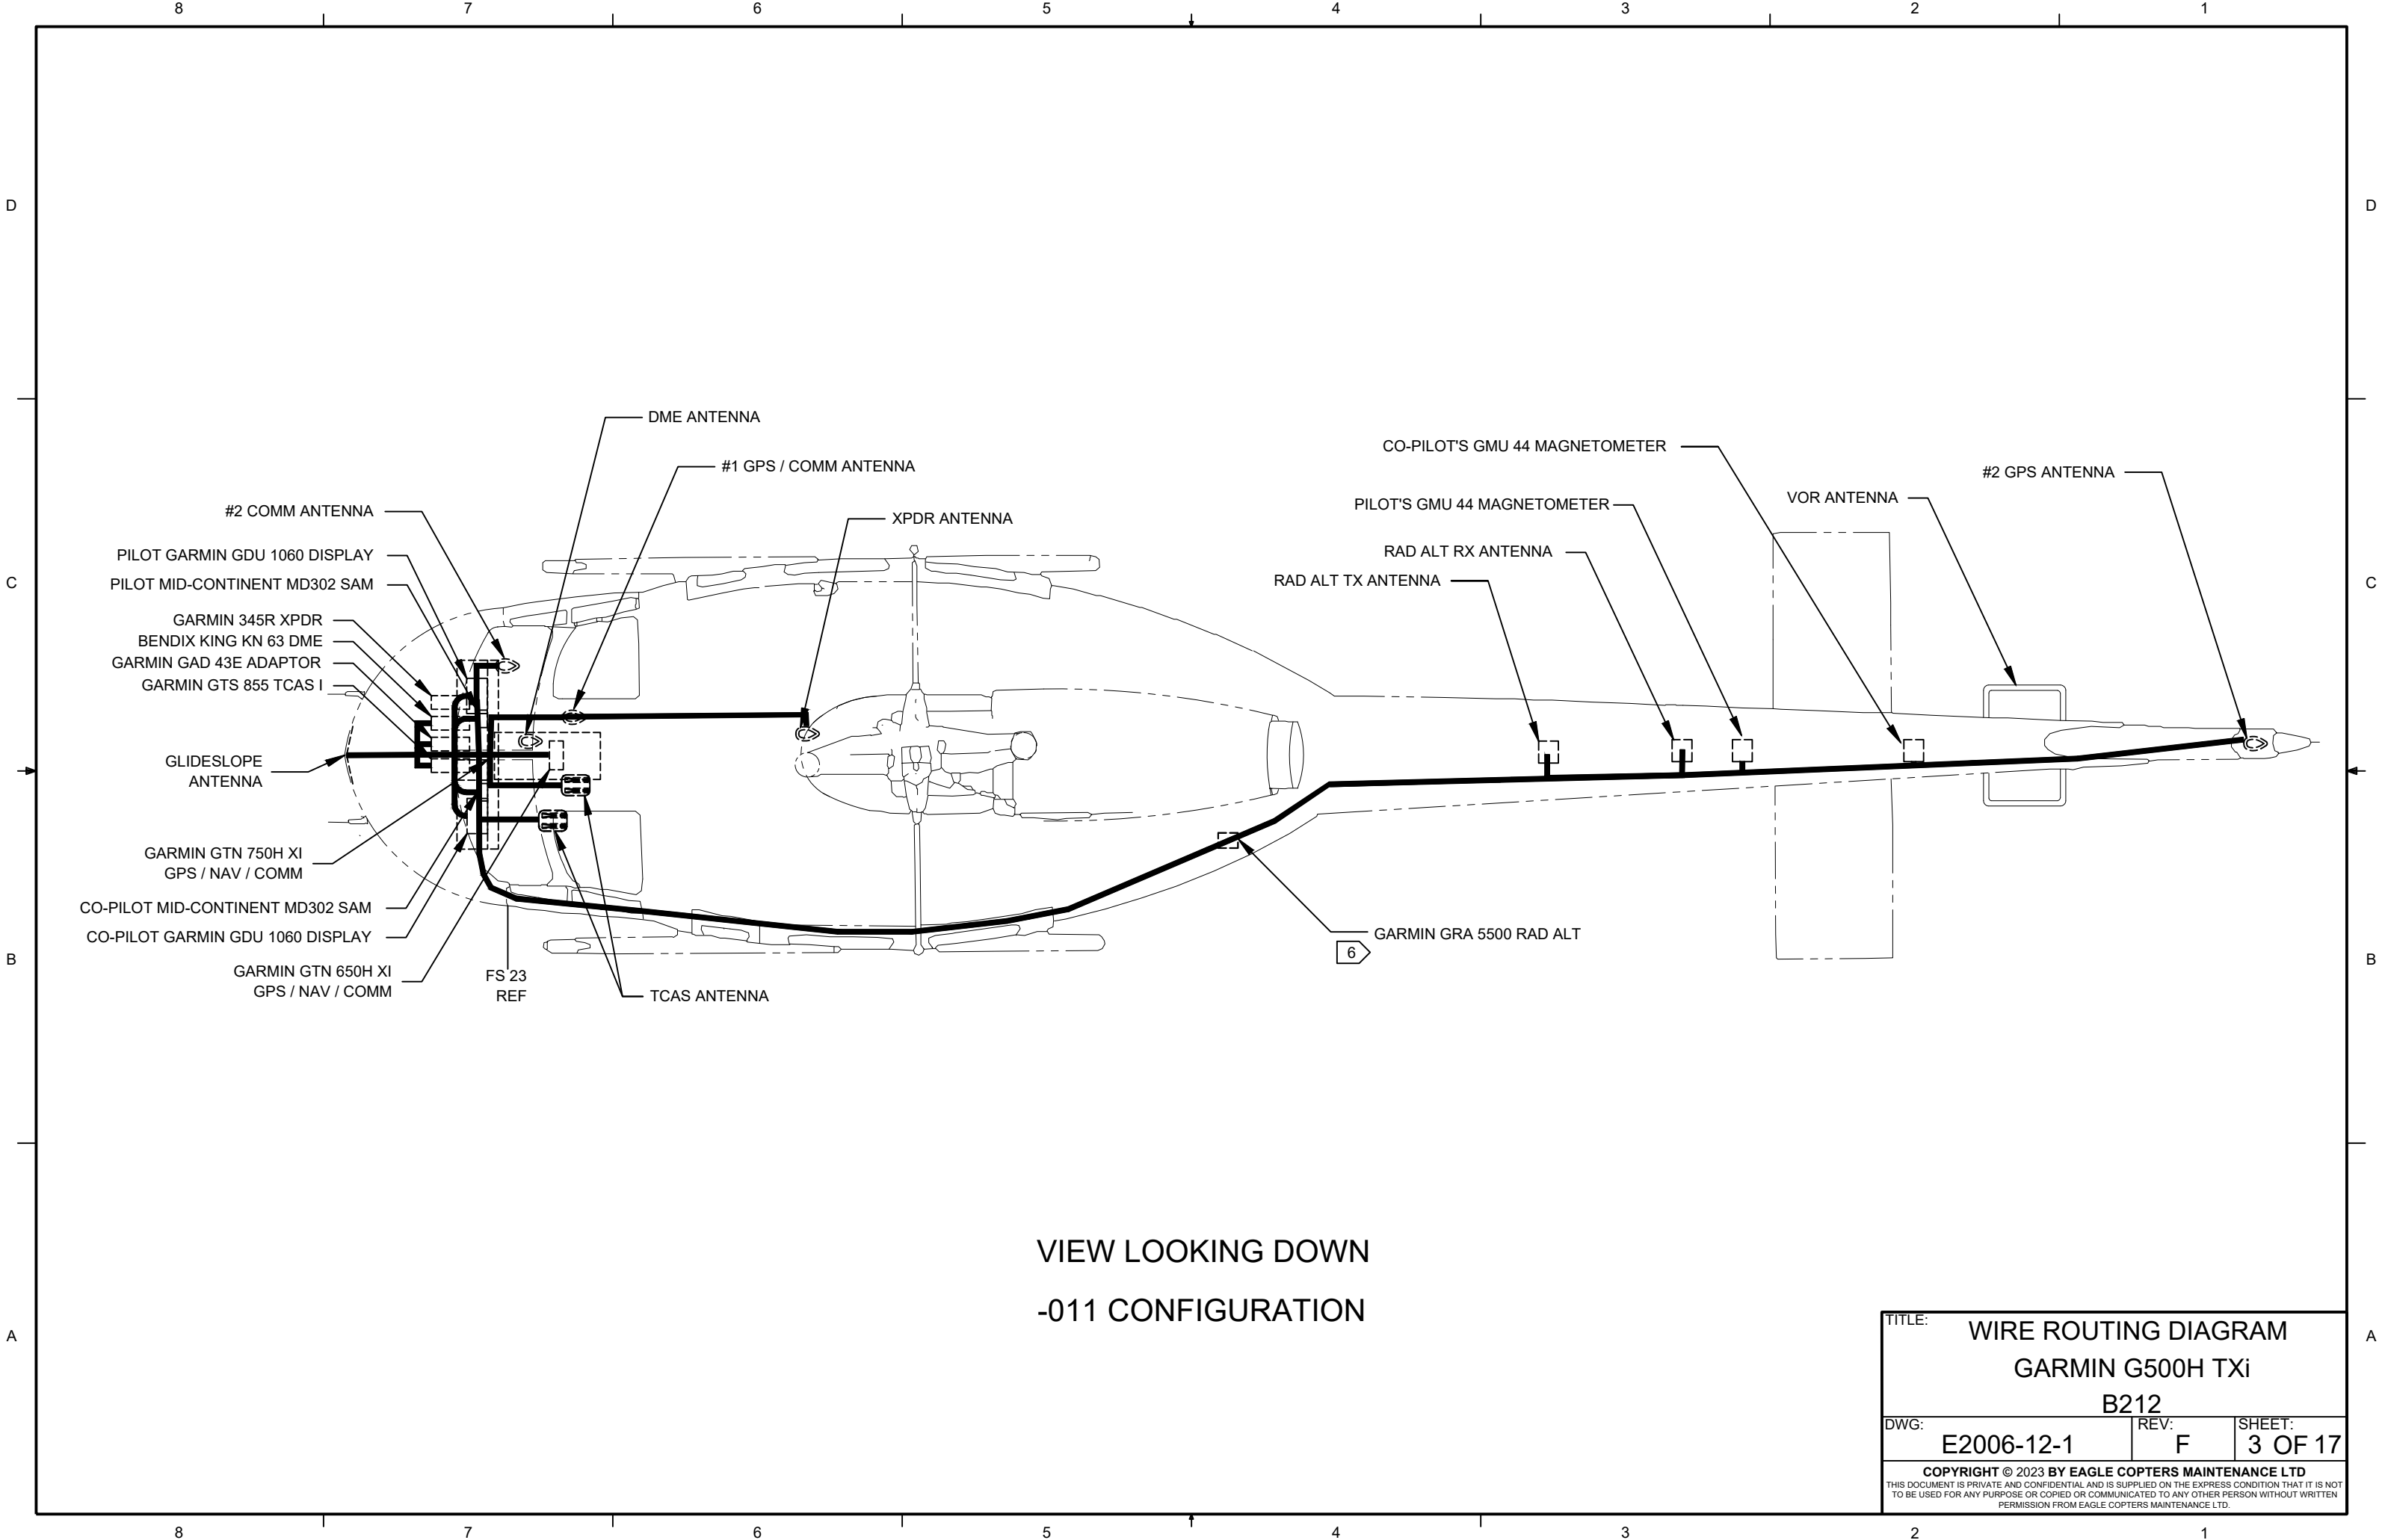 8 7 6 5 4 3 2 1
D D
DME ANTENNA
CO-PILOT'S GMU 44 MAGNETOMETER
#1 GPS / COMM ANTENNA
#2 GPS ANTENNA
VOR ANTENNA
PILOT'S GMU 44 MAGNETOMETER
#2 COMM ANTENNA
XPDR ANTENNA
PILOT GARMIN GDU 1060 DISPLAY
RAD ALT RX ANTENNA
C C
PILOT MID-CONTINENT MD302 SAM
RAD ALT TX ANTENNA
GARMIN 345R XPDR
BENDIX KING KN 63 DME
GARMIN GAD 43E ADAPTOR
GARMIN GTS 855 TCAS I
GLIDESLOPE
ANTENNA
GARMIN GTN 750H XI
GPS / NAV / COMM
CO-PILOT MID-CONTINENT MD302 SAM
CO-PILOT GARMIN GDU 1060 DISPLAY
GARMIN GRA 5500 RAD ALT
6
B B
GARMIN GTN 650H XI
GPS / NAV / COMM
FS 23
REF
TCAS ANTENNA
VIEW LOOKING DOWN
-011 CONFIGURATION
A A
TITLE:
WIRE ROUTING DIAGRAM
GARMIN G500H TXi
B212
DWG: REV: SHEET:
E2006-12-1 F 3 OF 17
COPYRIGHT © 2023 BY EAGLE COPTERS MAINTENANCE LTD
THIS DOCUMENT IS PRIVATE AND CONFIDENTIAL AND IS SUPPLIED ON THE EXPRESS CONDITION THAT IT IS NOT
TO BE USED FOR ANY PURPOSE OR COPIED OR COMMUNICATED TO ANY OTHER PERSON WITHOUT WRITTEN
PERMISSION FROM EAGLE COPTERS MAINTENANCE LTD.
8 7 6 5 4 3 2 1